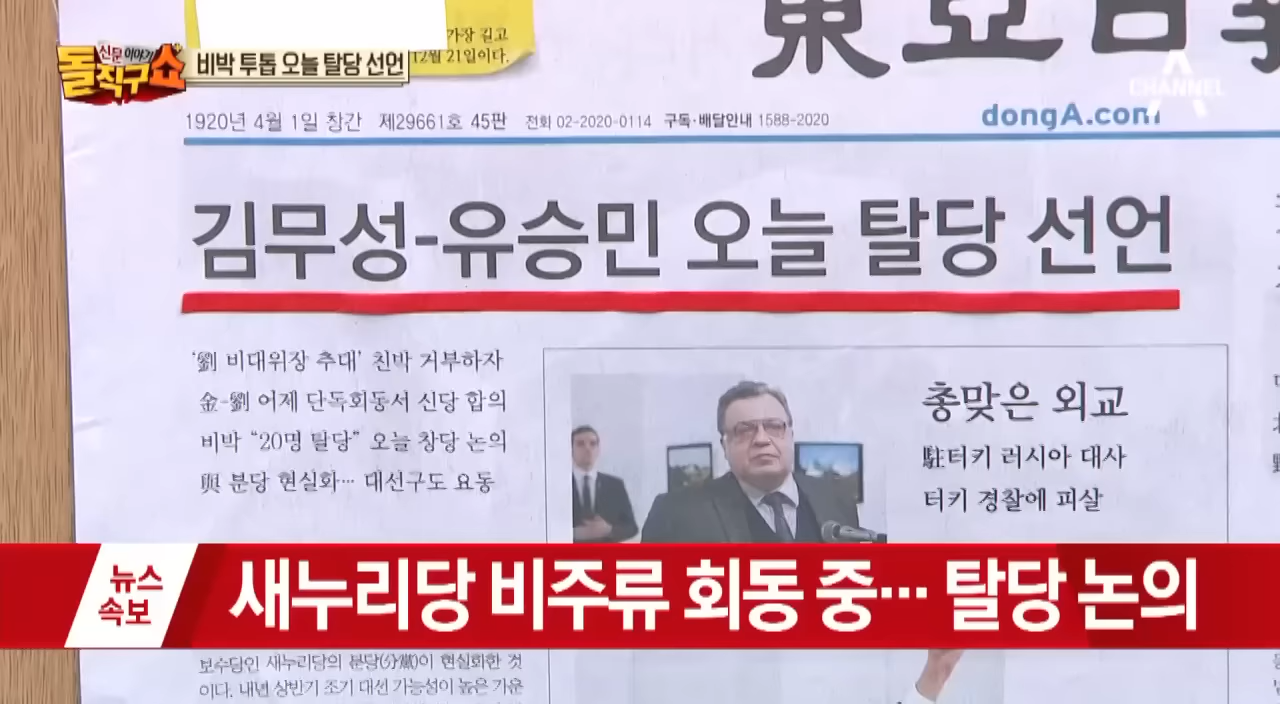 신문이야기
돌직구쇼+
비박 투톱 오늘 탈당 선언
가장 길고
12월 21일이다.
東亞日報
CHANNEL A
1920년 4월 1일 창간 제29661호 45판 전화 02-2020-0114 구독·배달안내 1588-2020
dongA.com
김무성-유승민 오늘 탈당 선언
‘劉 비대위장 추대’ 친박 거부하자
金-劉 어제 단독회동서 신당 합의
비박 “20명 탈당” 오늘 창당 논의
與 분당 현실화… 대선구도 요동
총맞은 외교
駐터키 러시아 대사
터키 경찰에 피살
뉴스
속보
새누리당 비주류 회동 중… 탈당 논의
보수당인 새누리당의 분당(分黨)이 현실화한 것
이다. 내년 상반기 조기 대선 가능성이 높은 가운